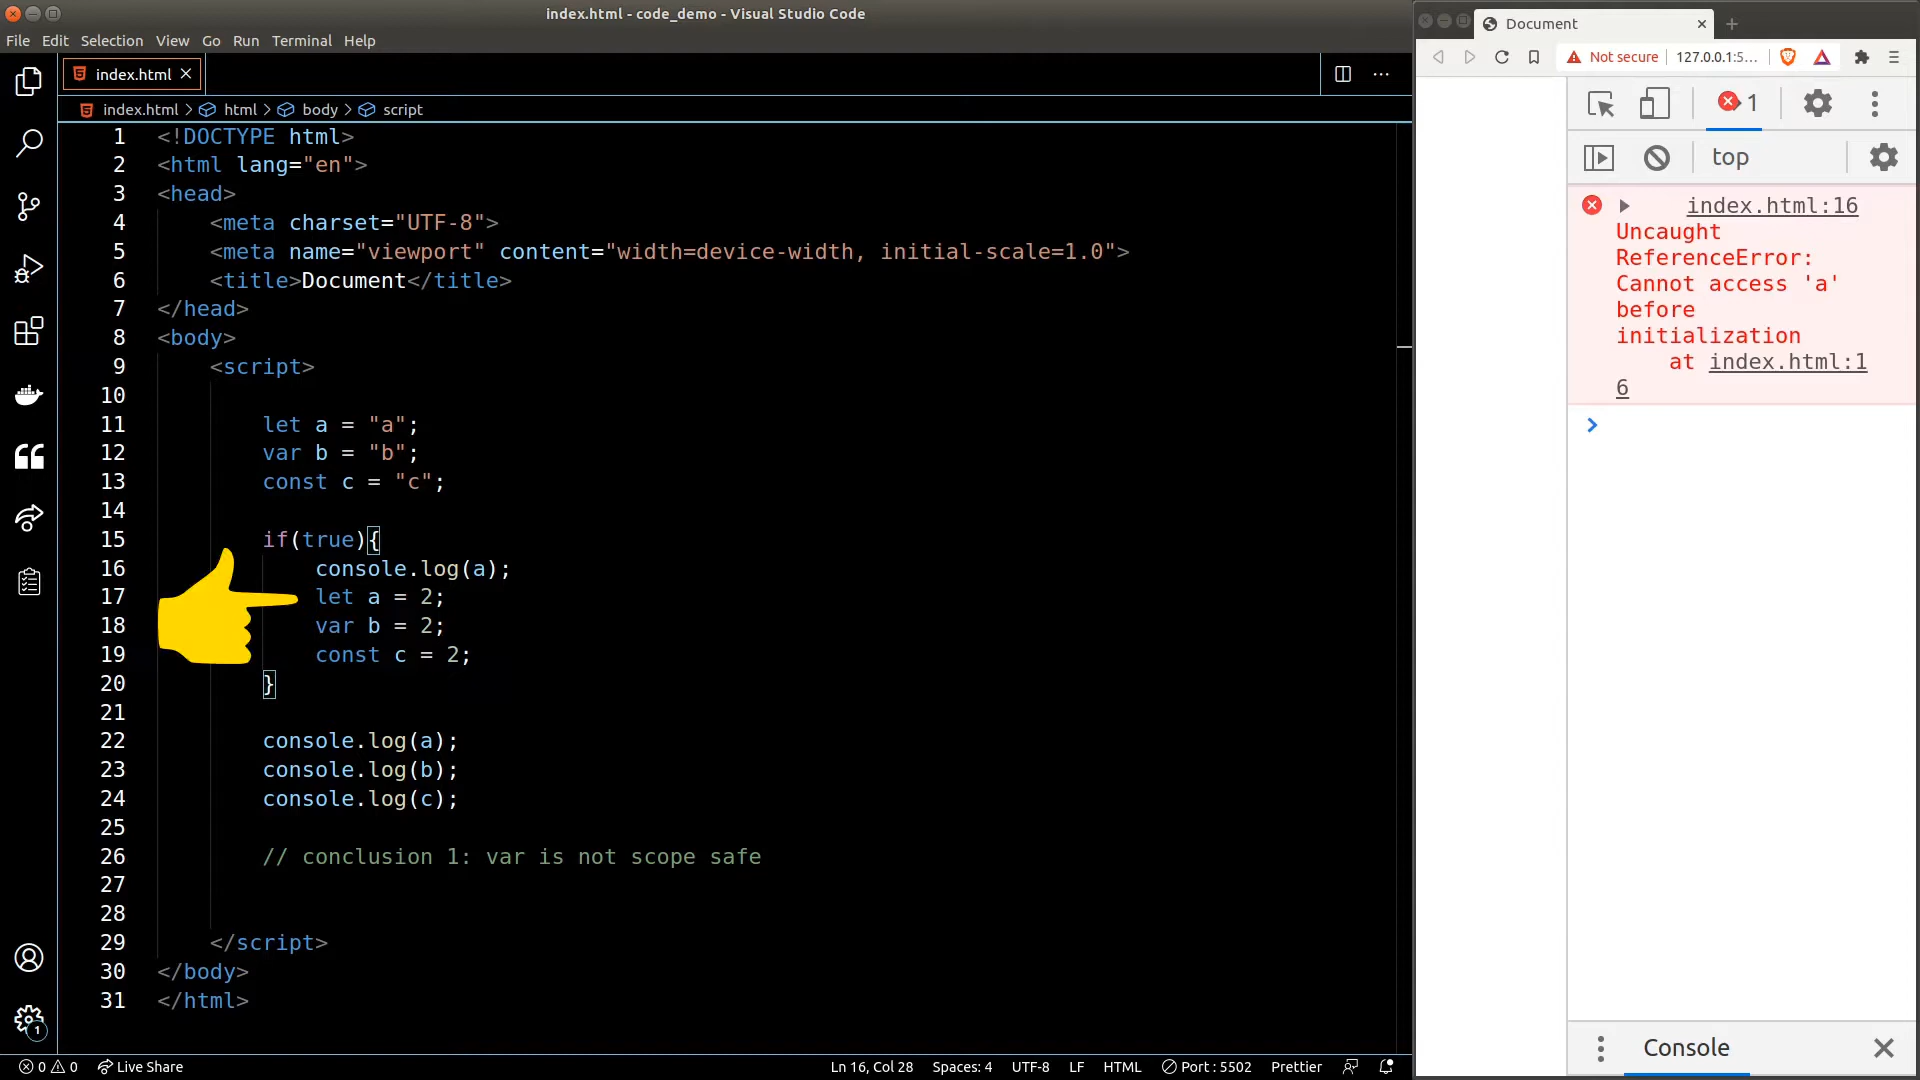 index.html - code_demo - Visual Studio Code
File Edit Selection View Go Run Terminal Help
index.html
index.html > html > body > script
1 <!DOCTYPE html>
2 <html lang="en">
3 <head>
4     <meta charset="UTF-8">
5     <meta name="viewport" content="width=device-width, initial-scale=1.0">
6     <title>Document</title>
7 </head>
8 <body>
9     <script>
10
11         let a = "a";
12         var b = "b";
13         const c = "c";
14
15         if(true){
16             console.log(a);
17             let a = 2;
18             var b = 2;
19             const c = 2;
20         }
21
22         console.log(a);
23         console.log(b);
24         console.log(c);
25
26         // conclusion 1: var is not scope safe
27
28
29     </script>
30 </body>
31 </html>
1
0 0 Live Share Ln 16, Col 28 Spaces: 4 UTF-8 LF HTML Port : 5502 Prettier
Document
Not secure 127.0.0.1:5...
1
top
index.html:16
Uncaught
ReferenceError:
Cannot access 'a'
before
initialization
at index.html:1
6
Console